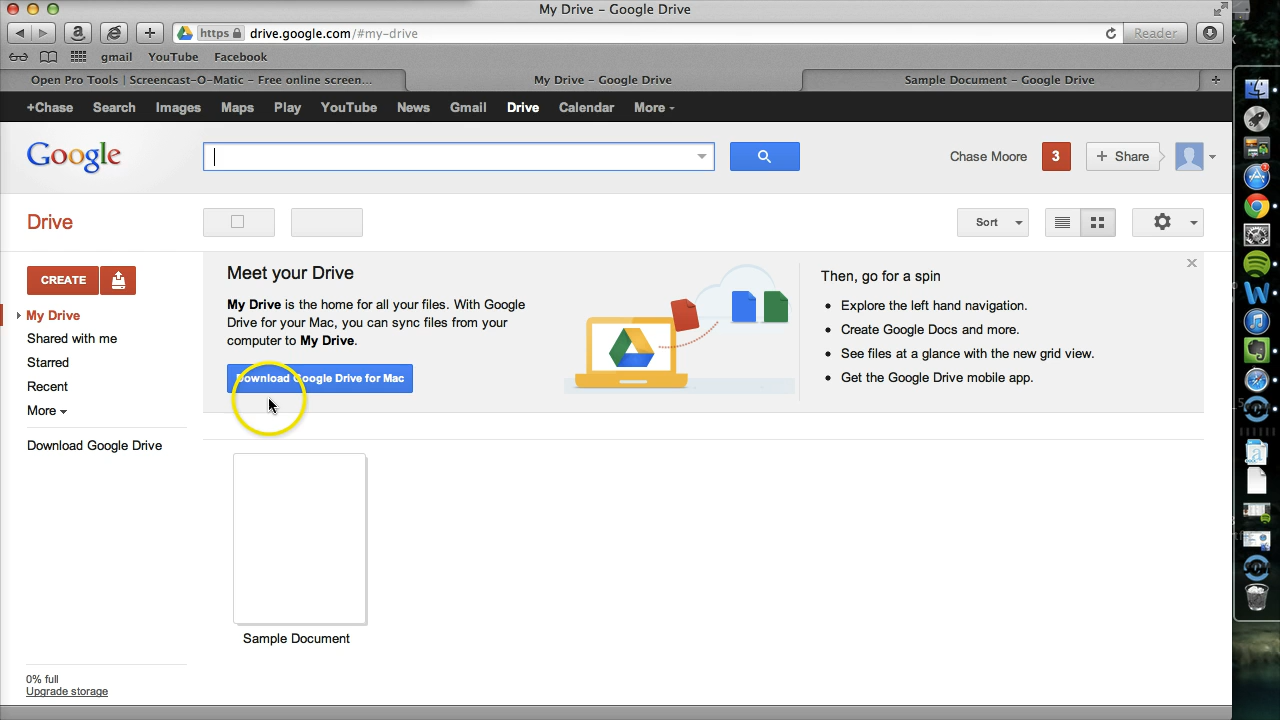 My Drive – Google Drive
https drive.google.com/#my-drive
Reader
gmail YouTube Facebook
Open Pro Tools | Screencast-O-Matic – Free online screen...
My Drive – Google Drive
Sample Document – Google Drive
+Chase Search Images Maps Play YouTube News Gmail Drive Calendar More
Google
Chase Moore 3 + Share
Drive
Sort
CREATE
My Drive
Shared with me
Starred
Recent
More
Download Google Drive
Meet your Drive
My Drive is the home for all your files. With Google
Drive for your Mac, you can sync files from your
computer to My Drive.
Download Google Drive for Mac
Then, go for a spin
• Explore the left hand navigation.
• Create Google Docs and more.
• See files at a glance with the new grid view.
• Get the Google Drive mobile app.
Sample Document
0% full
Upgrade storage